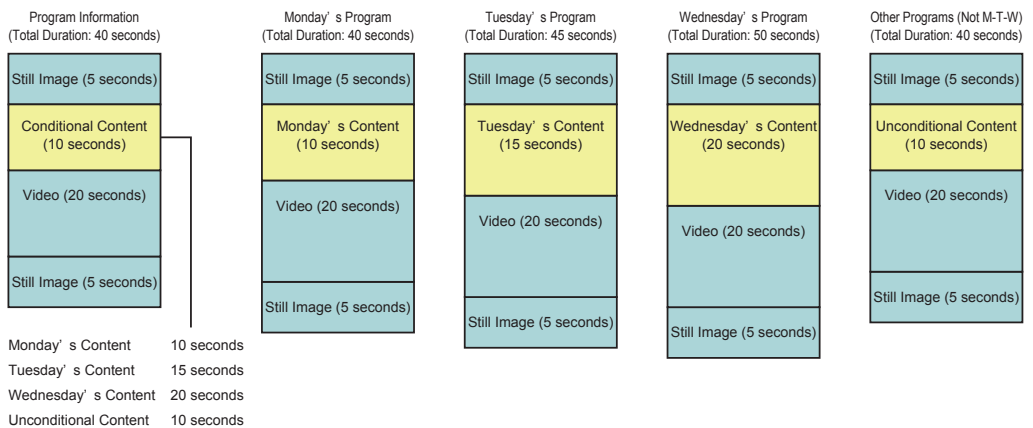 Program Information
(Total Duration: 40 seconds)
Still Image (5 seconds)
Conditional Content
(10 seconds)
Video (20 seconds)
Still Image (5 seconds)
Monday’ s Content 10 seconds
Tuesday’ s Content 15 seconds
Wednesday’ s Content 20 seconds
Unconditional Content 10 seconds
Monday’ s Program
(Total Duration: 40 seconds)
Still Image (5 seconds)
Monday’ s Content
(10 seconds)
Video (20 seconds)
Still Image (5 seconds)
Tuesday’ s Program
(Total Duration: 45 seconds)
Still Image (5 seconds)
Tuesday’ s Content
(15 seconds)
Video (20 seconds)
Still Image (5 seconds)
Wednesday’ s Program
(Total Duration: 50 seconds)
Still Image (5 seconds)
Wednesday’ s Content
(20 seconds)
Video (20 seconds)
Still Image (5 seconds)
Other Programs (Not M-T-W)
(Total Duration: 40 seconds)
Still Image (5 seconds)
Unconditional Content
(10 seconds)
Video (20 seconds)
Still Image (5 seconds)